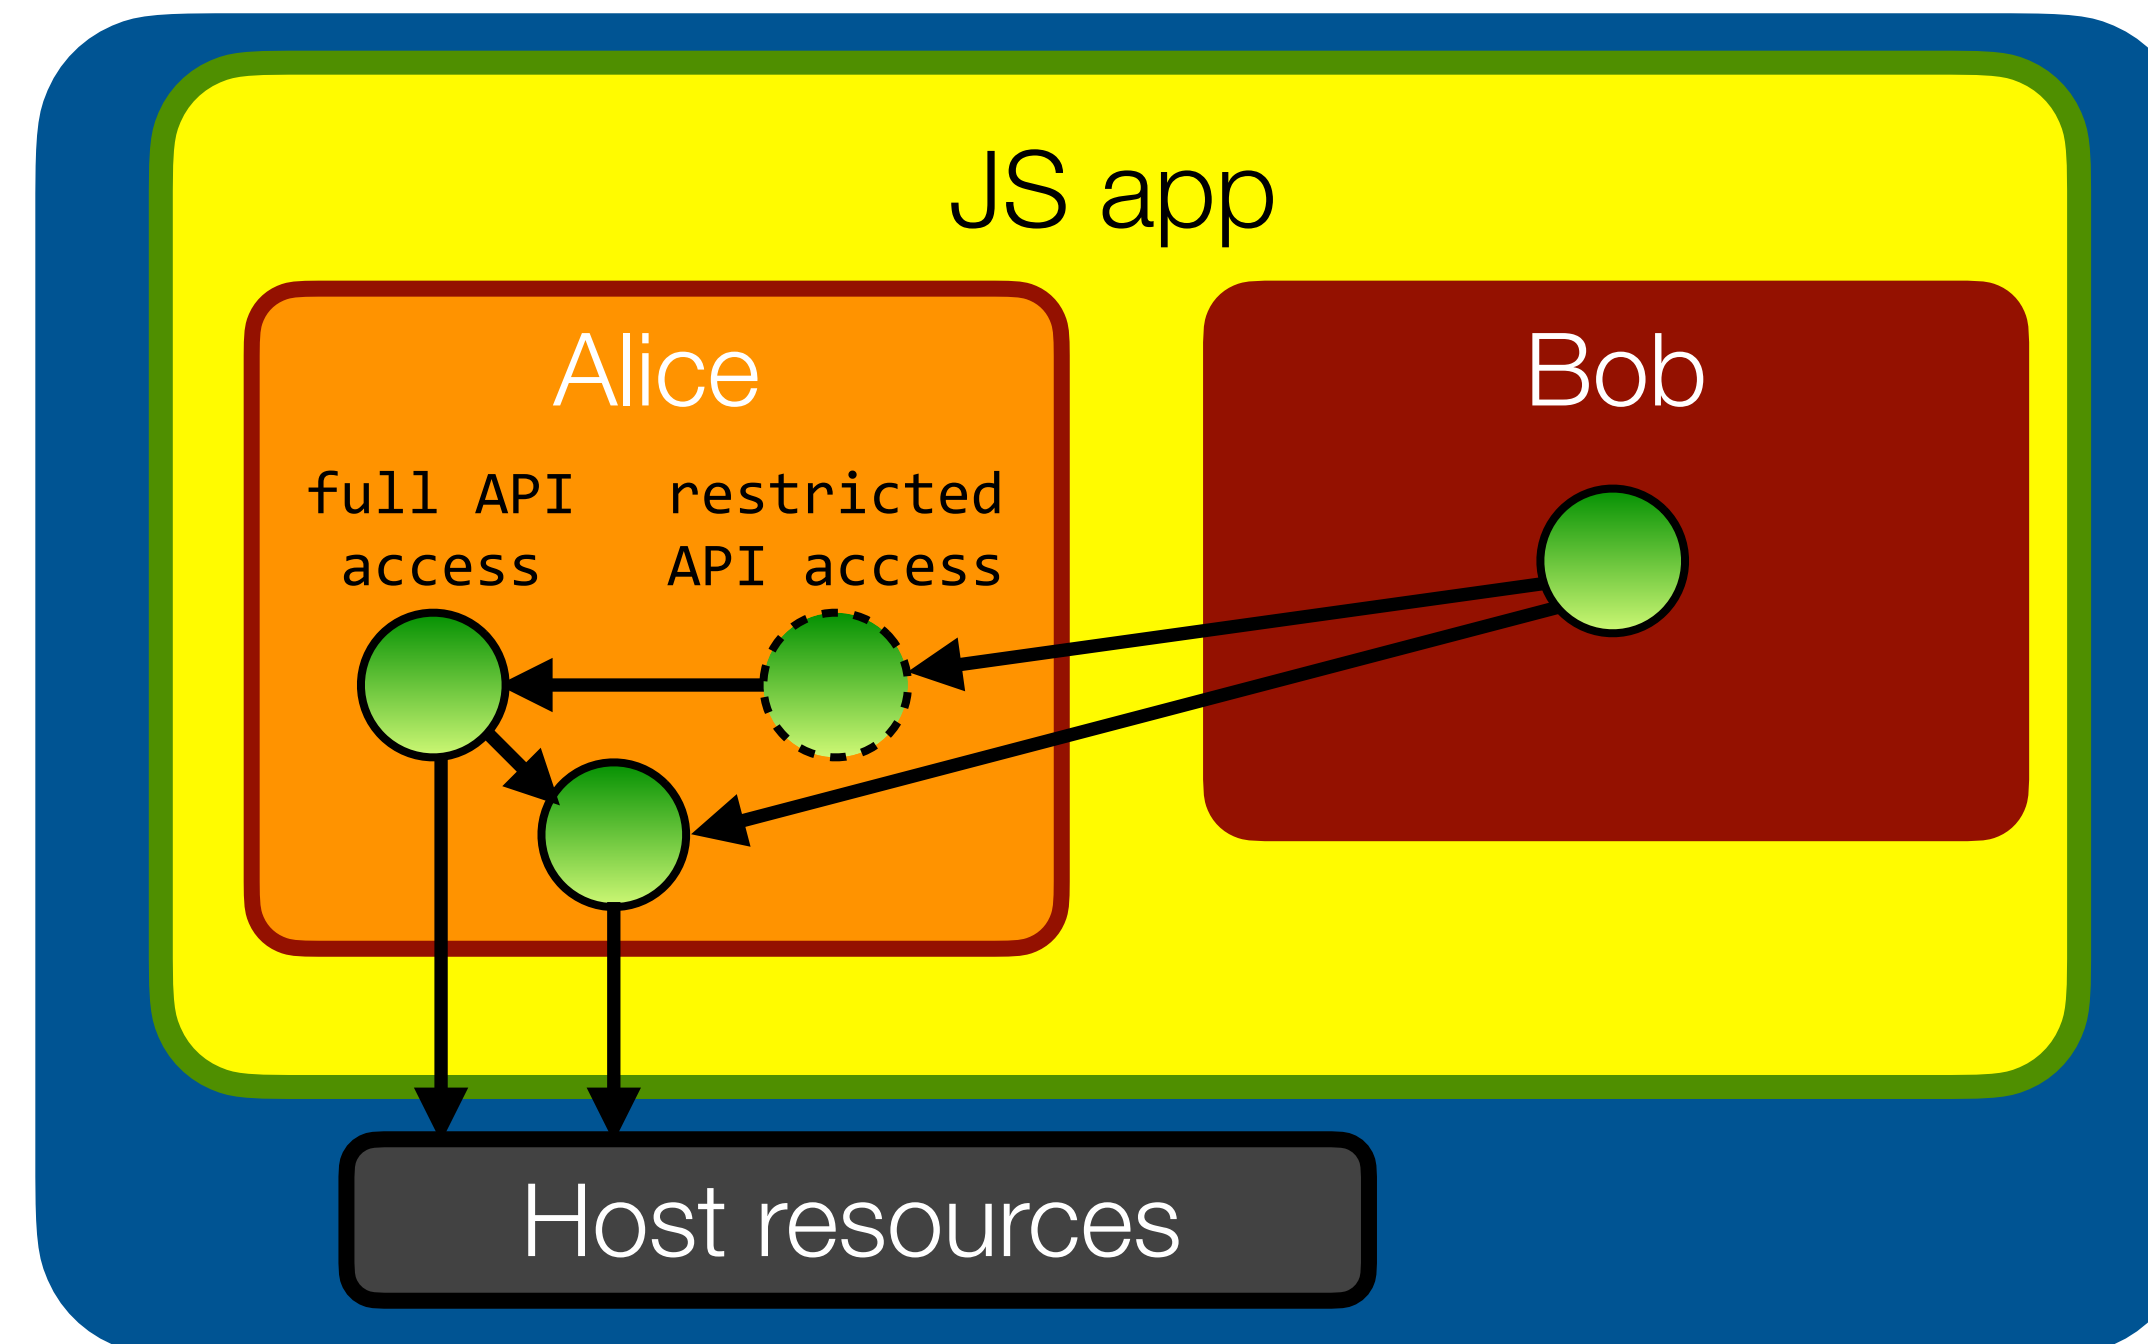 JS app
Alice
Bob
full API
access
restricted
API access
Host resources